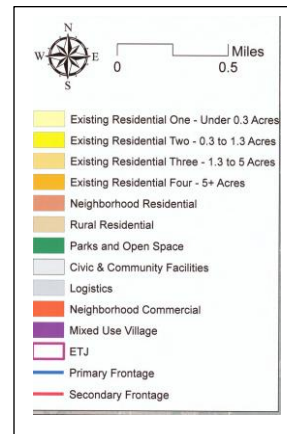 N
W E
S
Miles
0 0.5
Existing Residential One - Under 0.3 Acres
Existing Residential Two - 0.3 to 1.3 Acres
Existing Residential Three - 1.3 to 5 Acres
Existing Residential Four - 5+ Acres
Neighborhood Residential
Rural Residential
Parks and Open Space
Civic & Community Facilities
Logistics
Neighborhood Commercial
Mixed Use Village
ETJ
Primary Frontage
Secondary Frontage